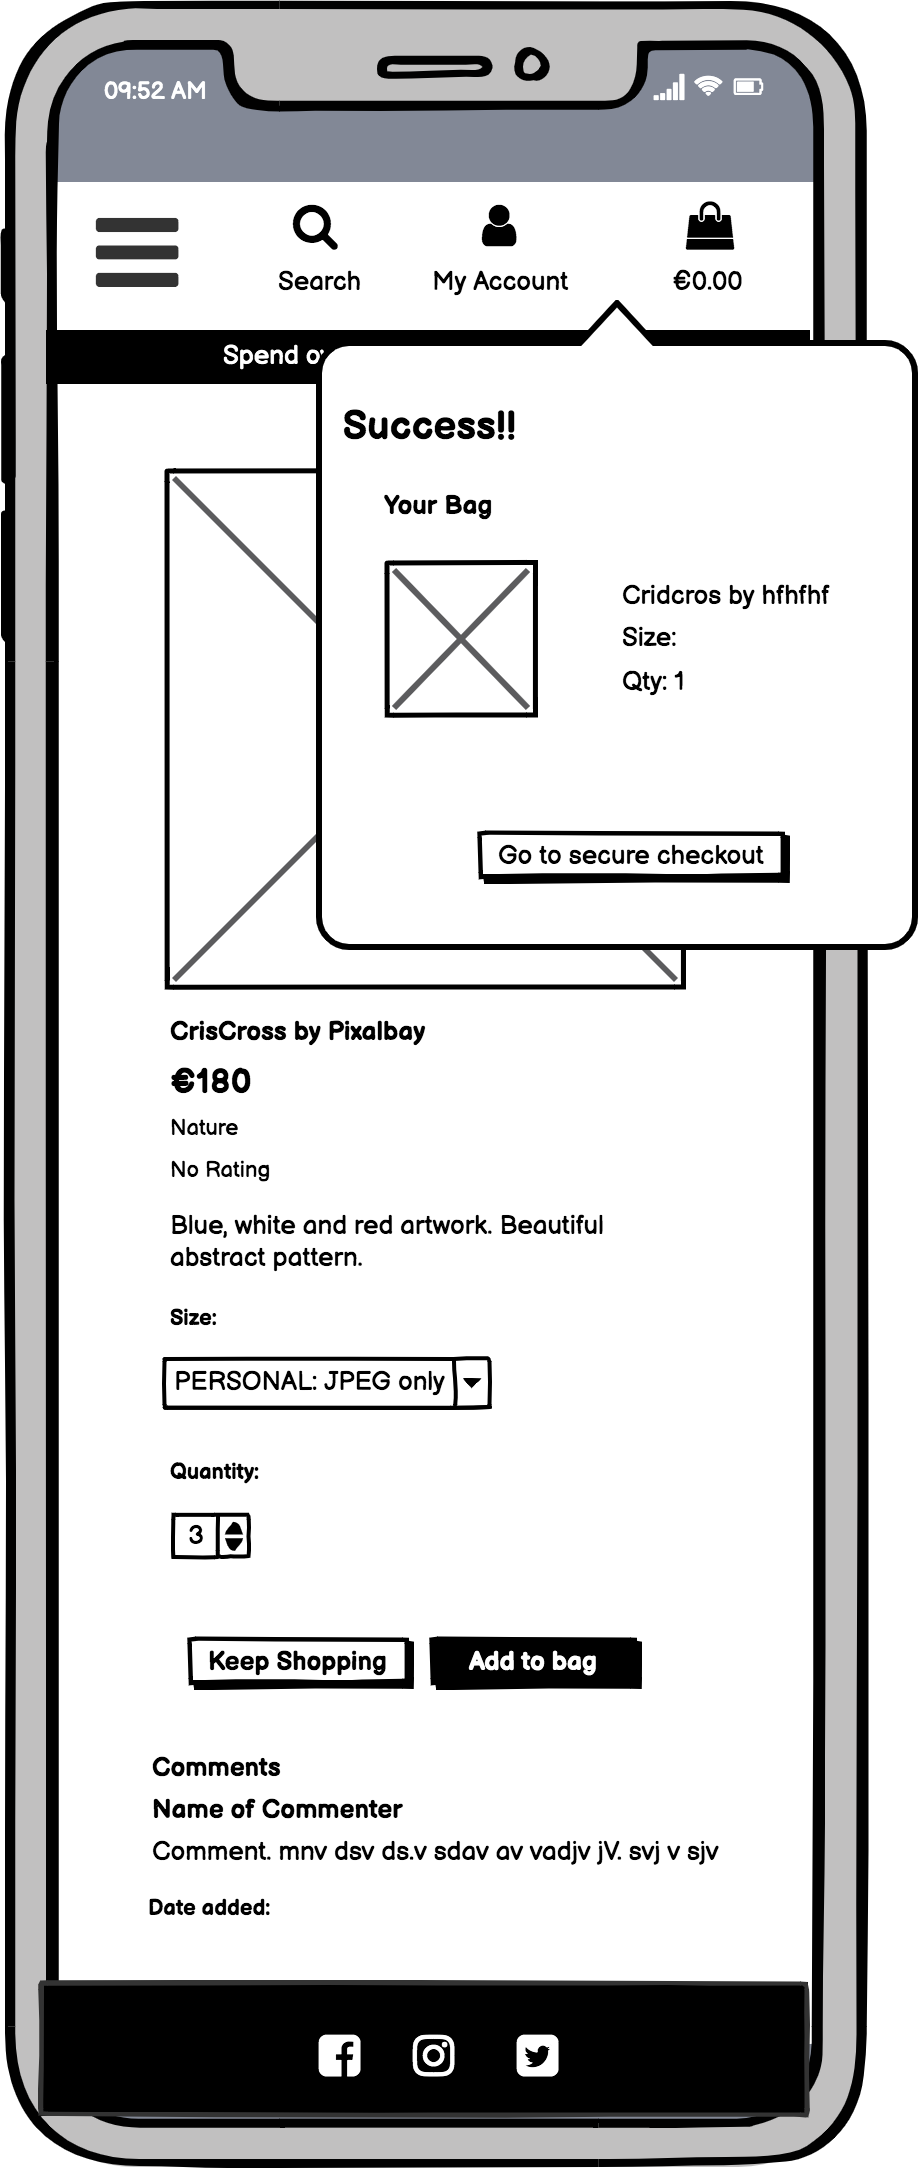 09:52 AM
Search
My Account
€0.00
Spend
Success!!
Your Bag
Cridcros by hfhfhf
Size:
Qty: 1
Go to secure checkout
CrisCross by Pixalbay
€180
Nature
No Rating
Blue, white and red artwork. Beautiful
abstract pattern.
Size:
PERSONAL: JPEG only
Quantity:
3
Keep Shopping
Add to bag
Comments
Name of Commenter
Comment. mnv dsv ds.v sdav av vadjv jV. svj v sjv
Date added: